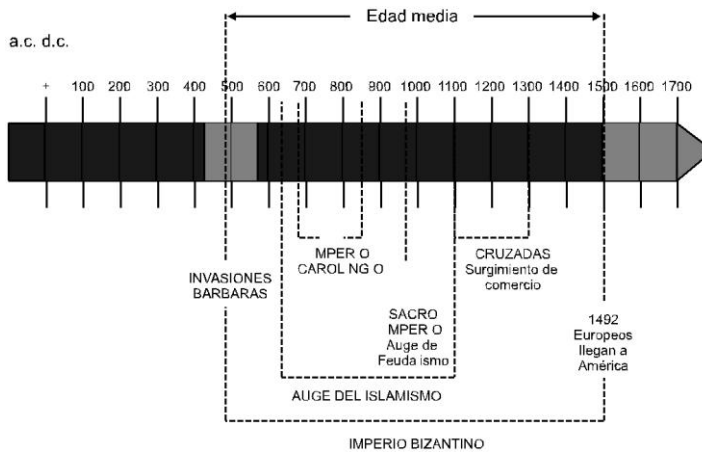 Edad media
a.c. d.c.
+ 100 200 300 400 500 600 700 800 900 1000 1100 1200 1300 1400 1500 1600 1700
MPER O
CAROL NG O
CRUZADAS
Surgimiento de
comercio
INVASIONES
BARBARAS
SACRO
MPER O
Auge de
Feuda ismo
1492
Europeos
llegan a
América
AUGE DEL ISLAMISMO
IMPERIO BIZANTINO